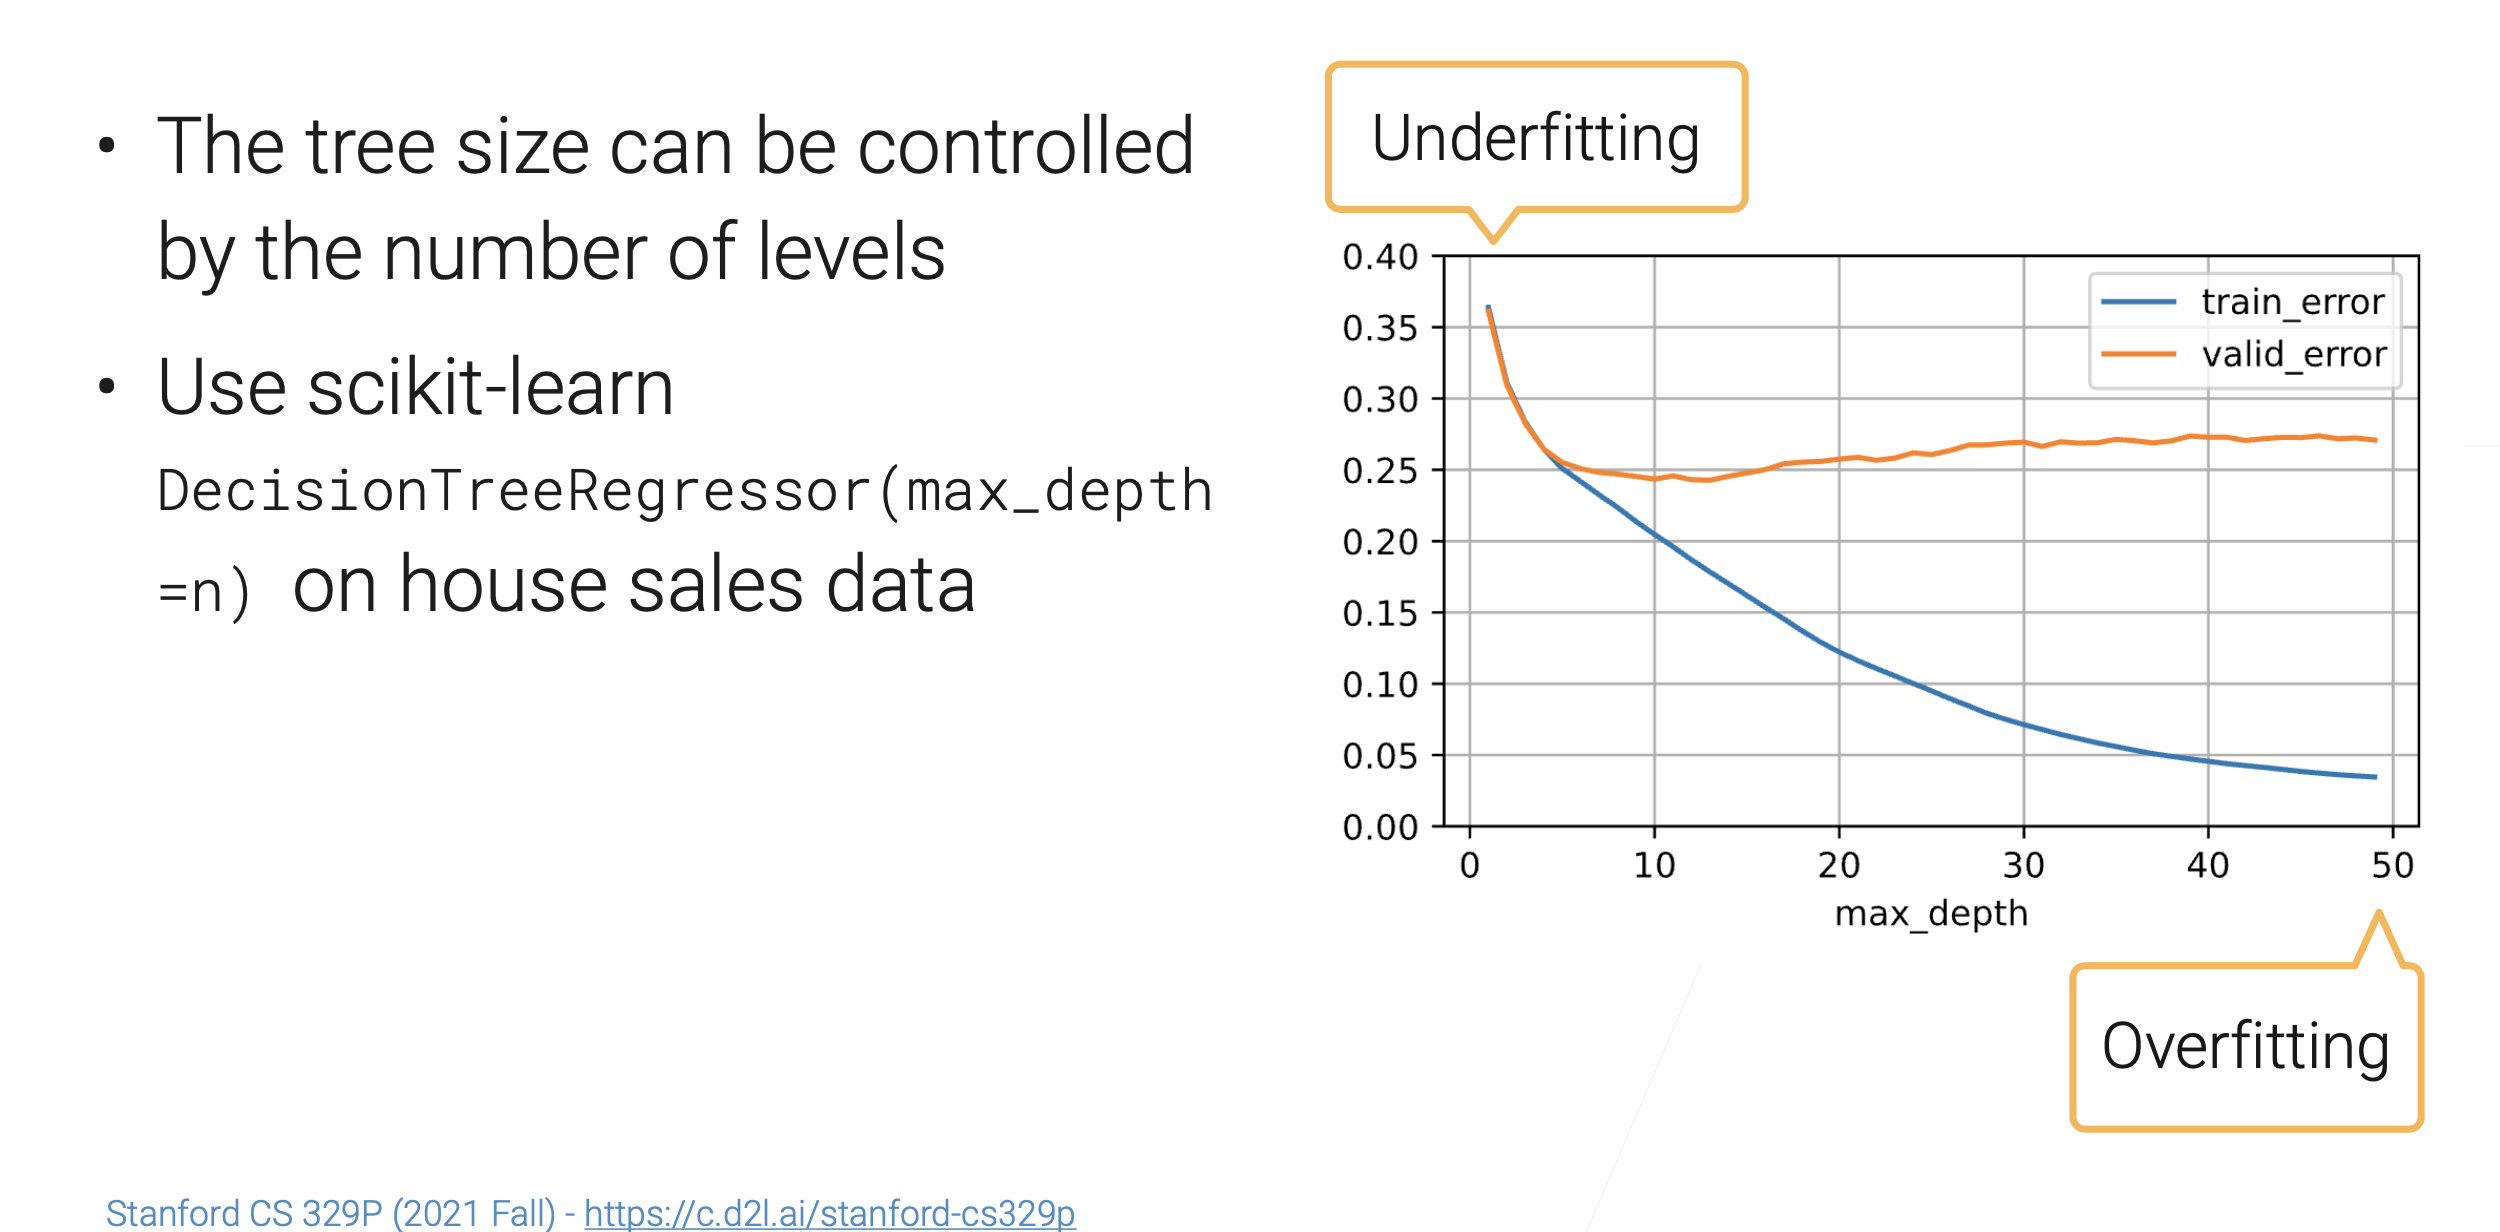 • The tree size can be controlled
by the number of levels
• Use scikit-learn
DecisionTreeRegressor(max_depth
=n) on house sales data
Underfitting
0.40
0.35
0.30
0.25
0.20
0.15
0.10
0.05
0.00
train_error
valid_error
0 10 20 30 40 50
max_depth
Overfitting
Stanford CS 329P (2021 Fall) - https://c.d2l.ai/stanford-cs329p